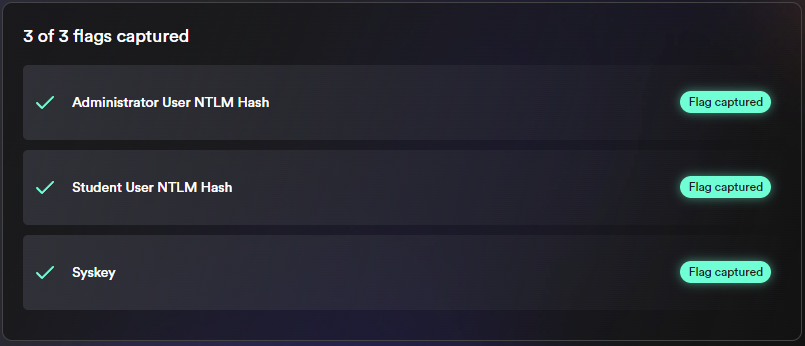 3 of 3 flags captured
Administrator User NTLM Hash
Flag captured
Student User NTLM Hash
Flag captured
Syskey
Flag captured